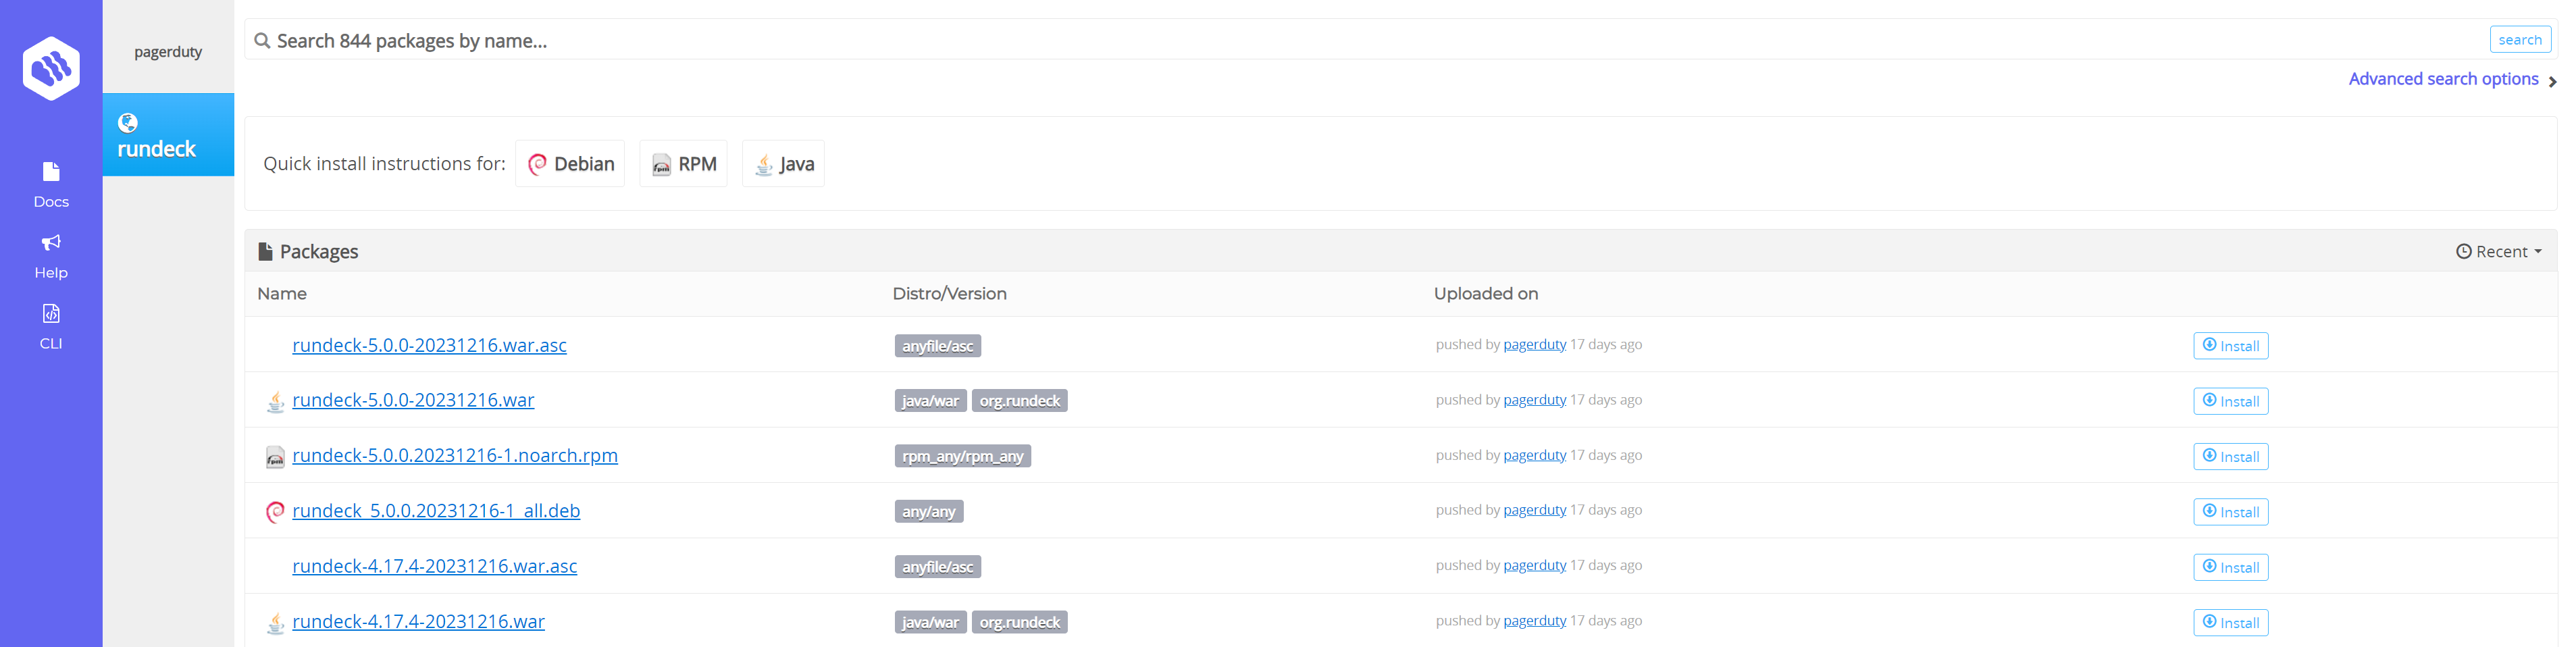 pagerduty
rundeck
Docs
Help
CLI
Search 844 packages by name...
search
Advanced search options
Quick install instructions for: Debian RPM Java
Packages Recent
Name Distro/Version Uploaded on
rundeck-5.0.0-20231216.war.asc anyfile/asc pushed by pagerduty 17 days ago Install
rundeck-5.0.0-20231216.war java/war org.rundeck pushed by pagerduty 17 days ago Install
rundeck-5.0.0.20231216-1.noarch.rpm rpm_any/rpm_any pushed by pagerduty 17 days ago Install
rundeck_5.0.0.20231216-1_all.deb any/any pushed by pagerduty 17 days ago Install
rundeck-4.17.4-20231216.war.asc anyfile/asc pushed by pagerduty 17 days ago Install
rundeck-4.17.4-20231216.war java/war org.rundeck pushed by pagerduty 17 days ago Install